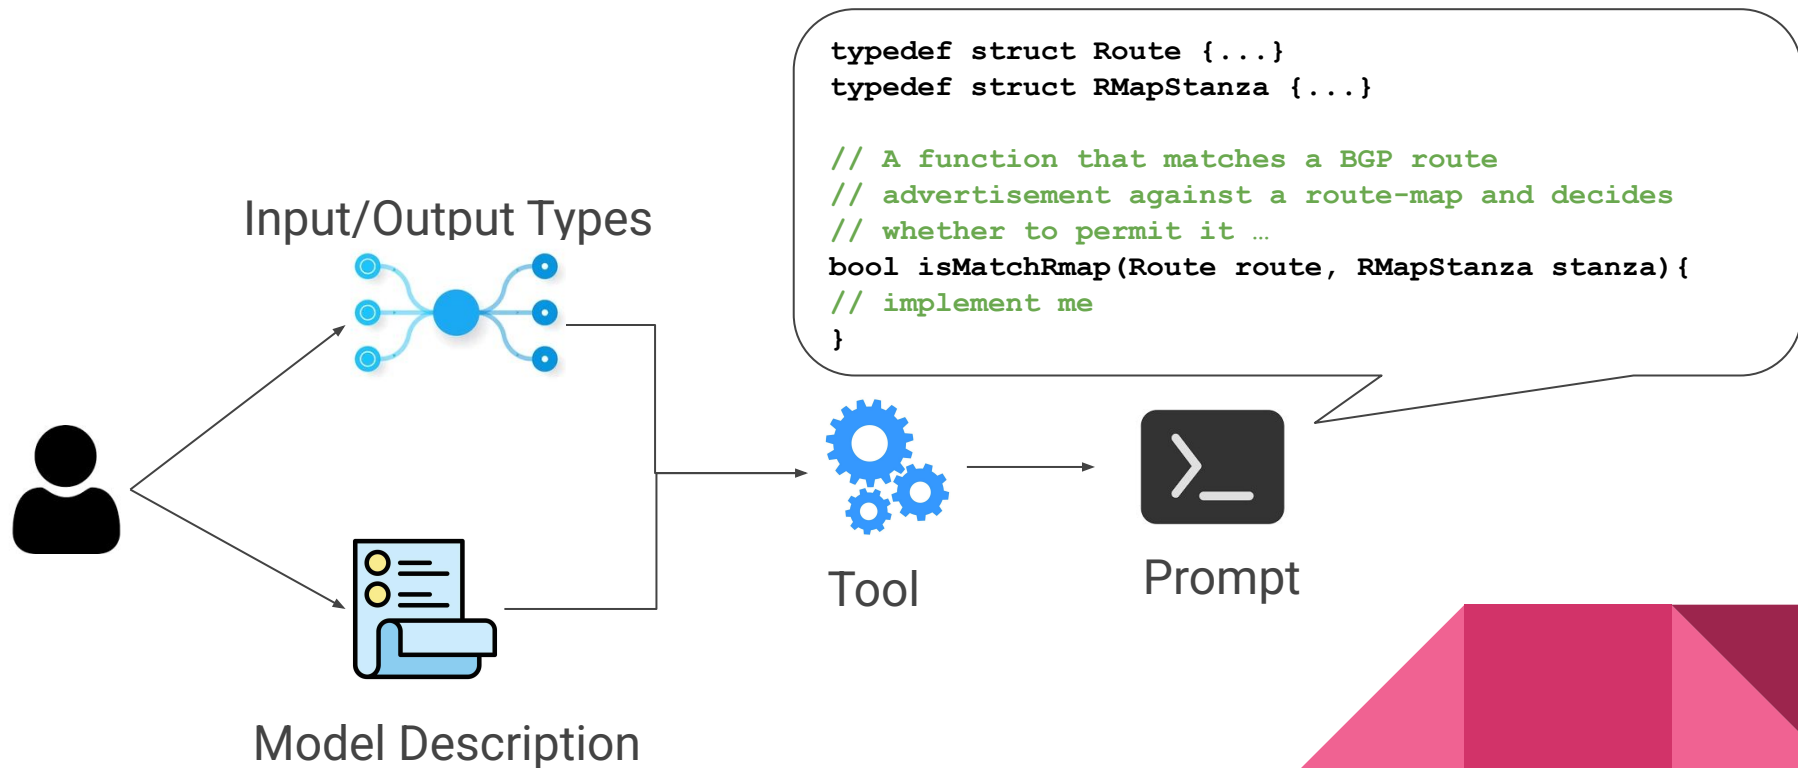 typedef struct Route {...}
typedef struct RMapStanza {...}
// A function that matches a BGP route
// advertisement against a route-map and decides
// whether to permit it …
bool isMatchRmap(Route route, RMapStanza stanza){
// implement me
}
Input/Output Types
Tool
Prompt
Model Description